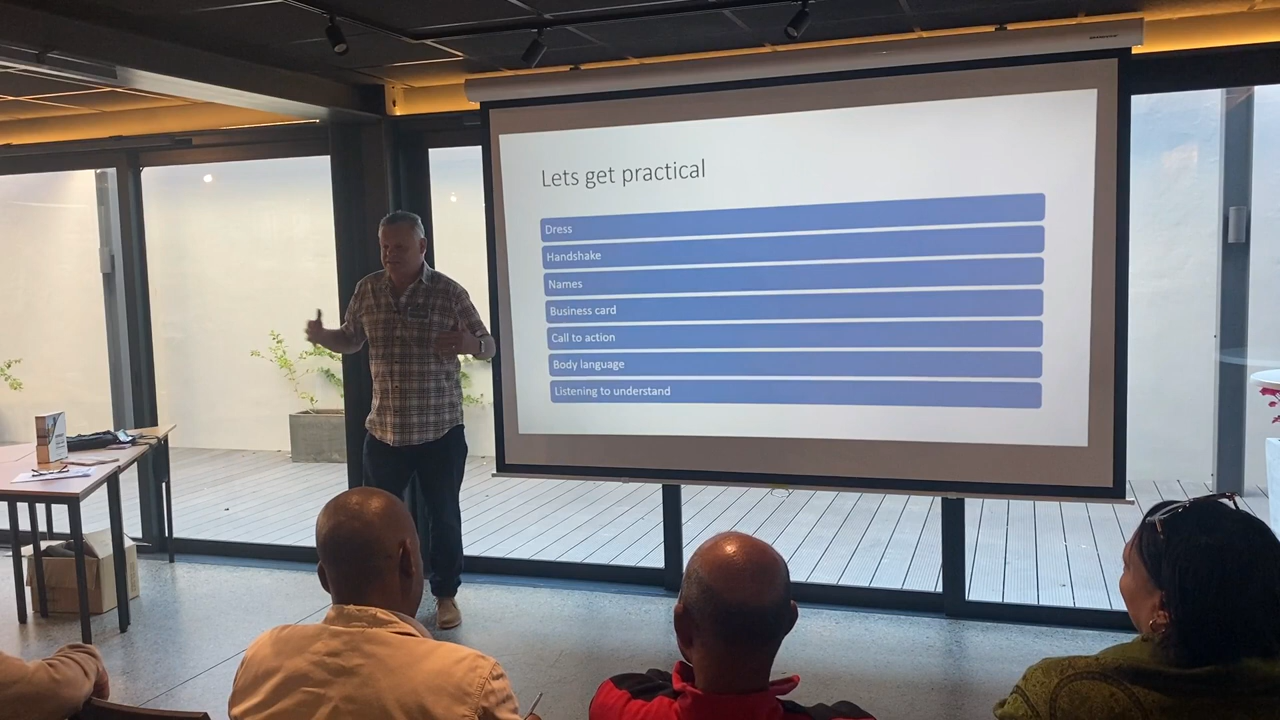 Lets get practical
Dress
Handshake
Names
Business card
Call to action
Body language
Listening to understand